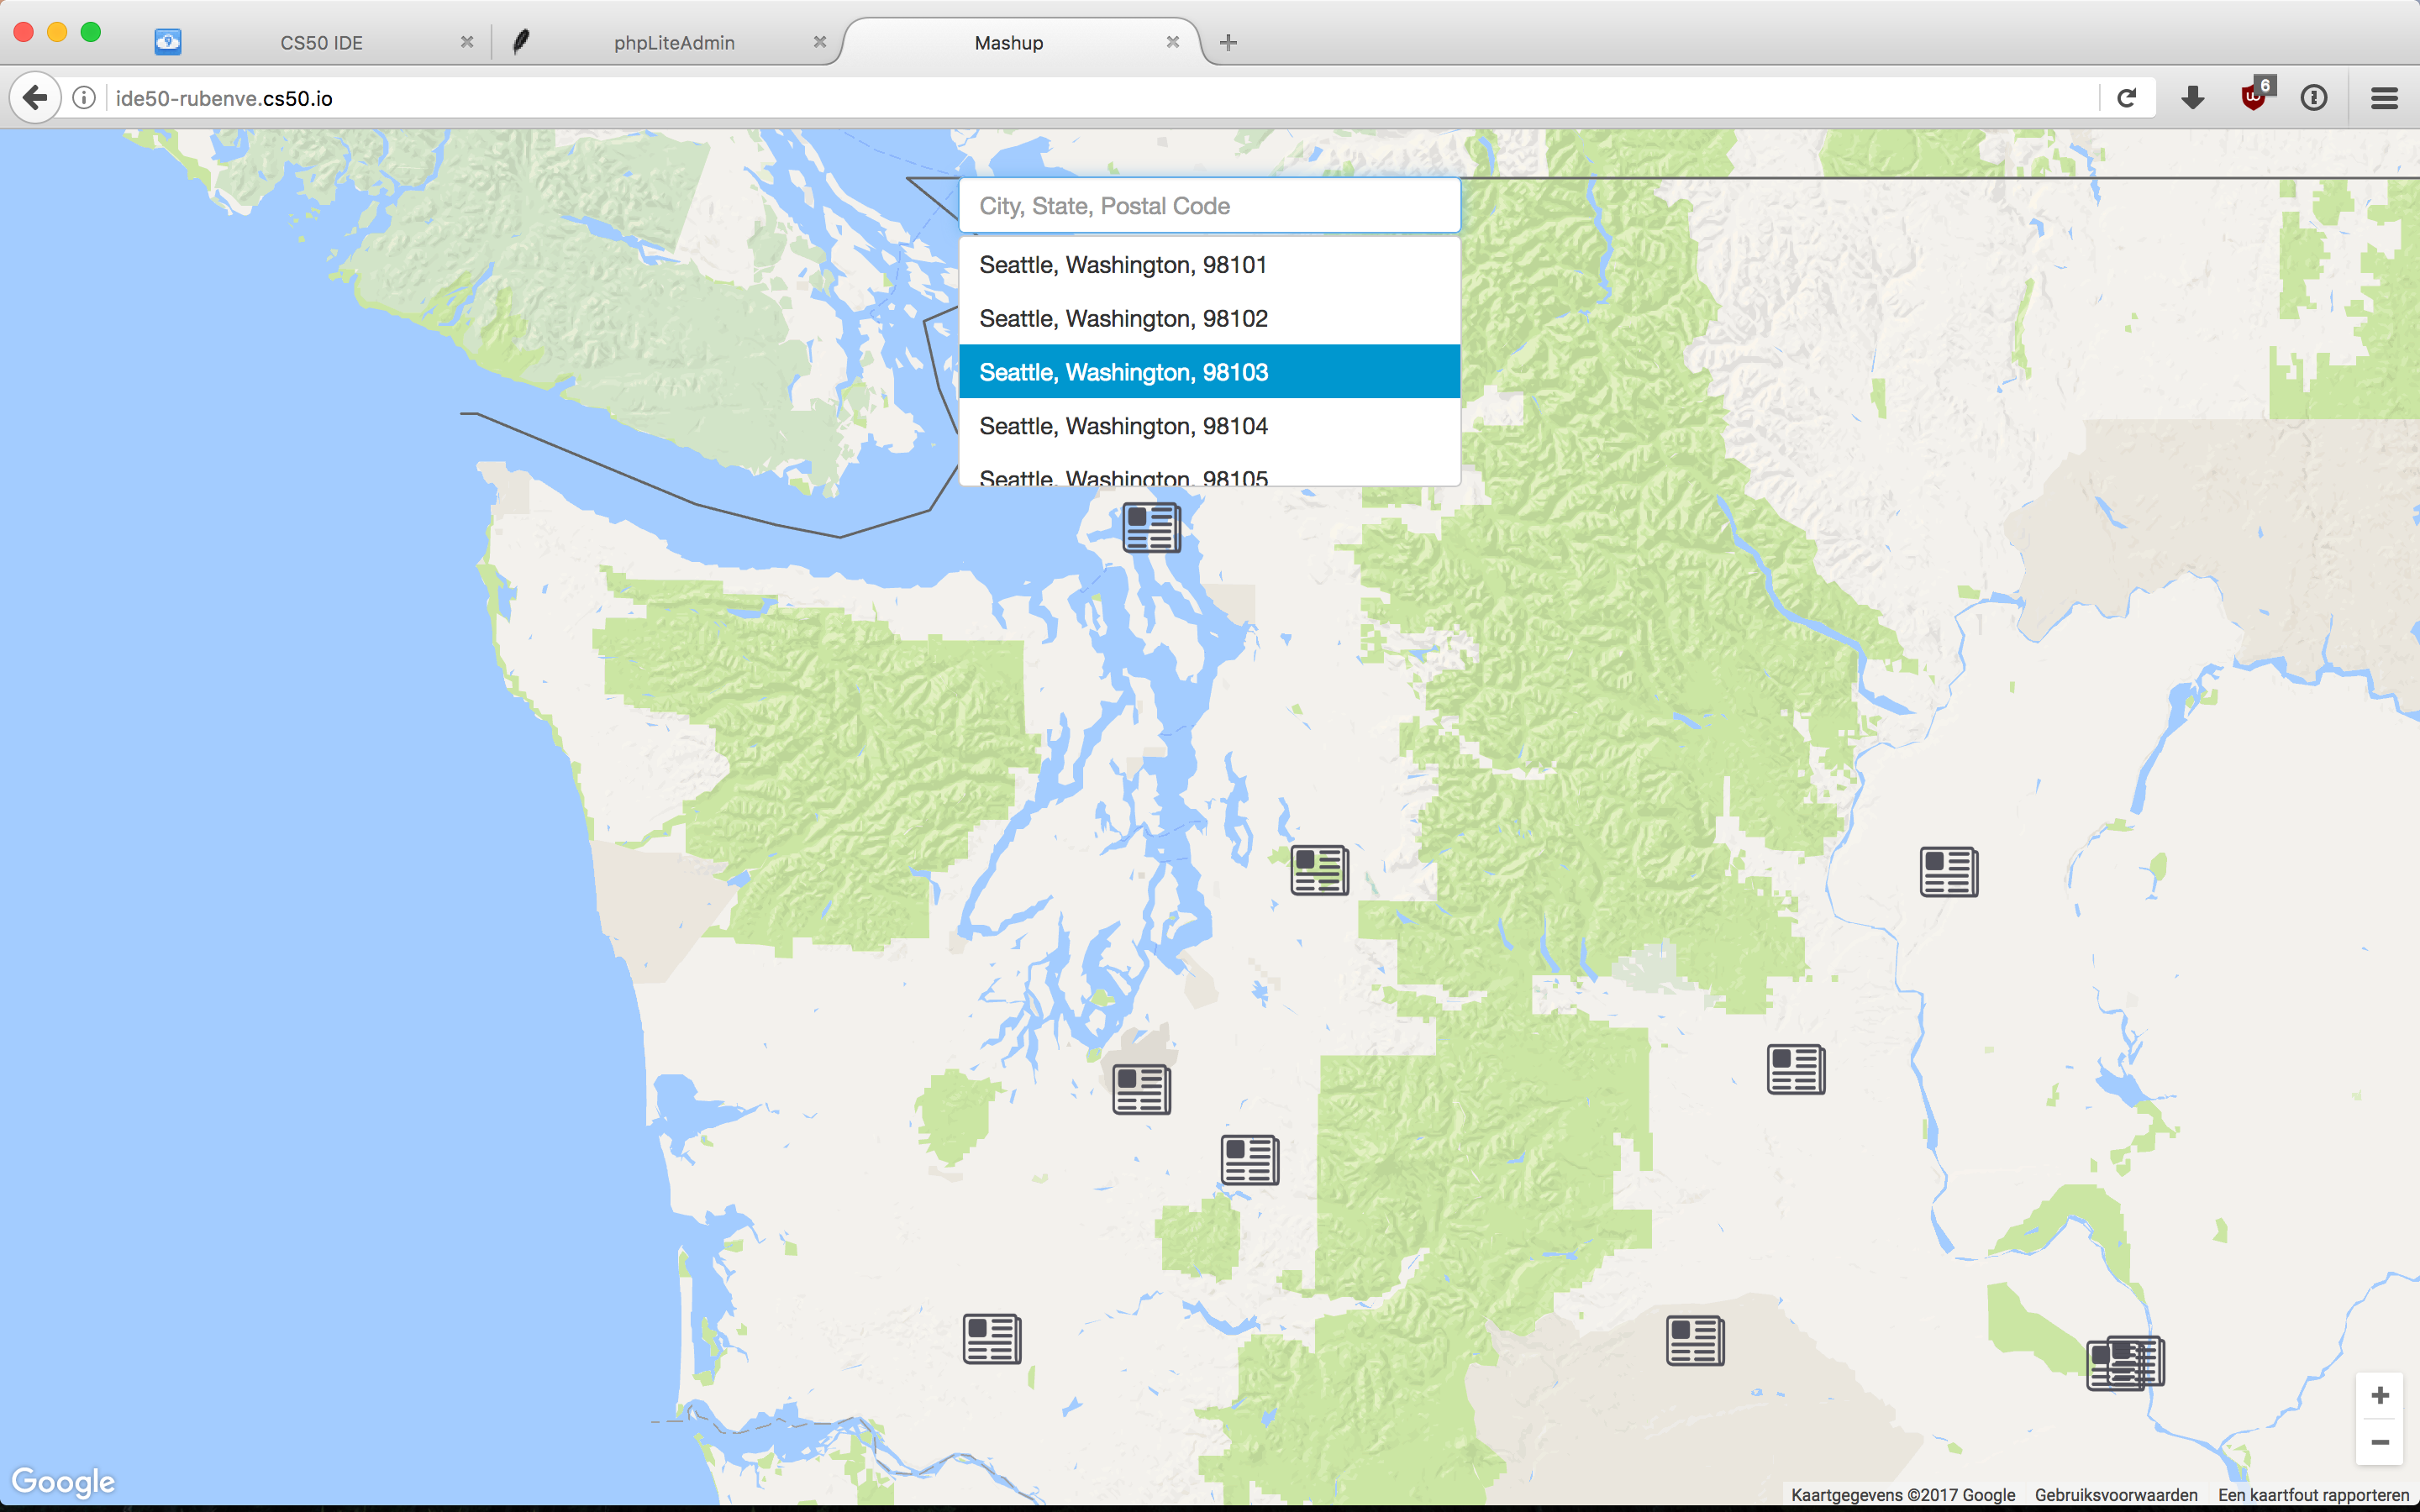 CS50 IDE
phpLiteAdmin
Mashup
ide50-rubenve.cs50.io
6
City, State, Postal Code
Seattle, Washington, 98101
Seattle, Washington, 98102
Seattle, Washington, 98103
Seattle, Washington, 98104
Seattle, Washington, 98105
Google
Kaartgegevens ©2017 Google Gebruiksvoorwaarden Een kaartfout rapporteren